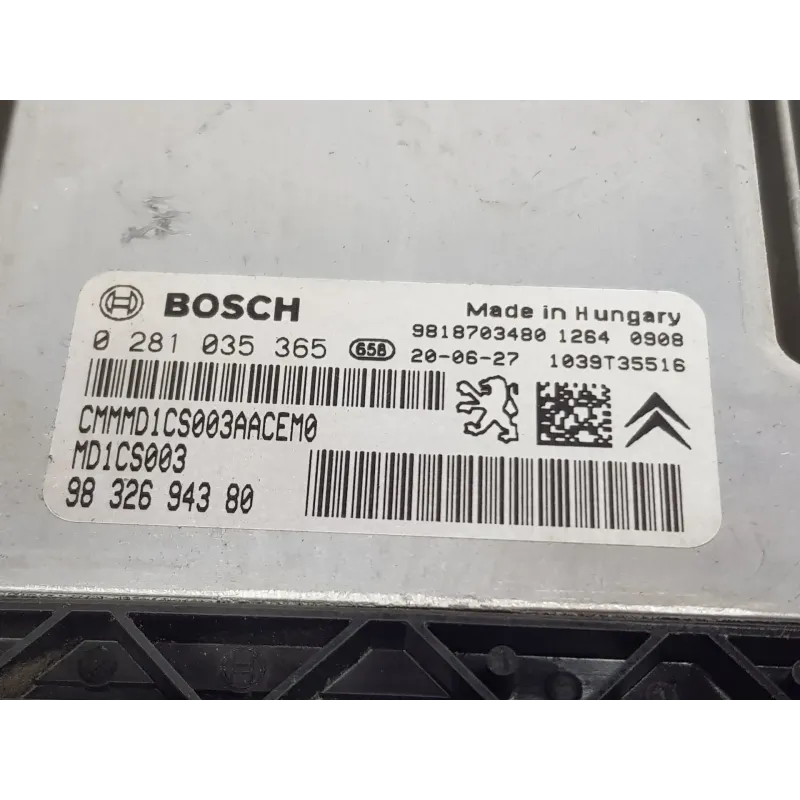 BOSCH
Made in Hungary
0 281 035 365 658
9818703480 1264 0908
20-06-27 1039T35516
CMMMD1CS003AACEM0
MD1CS003
98 326 943 80